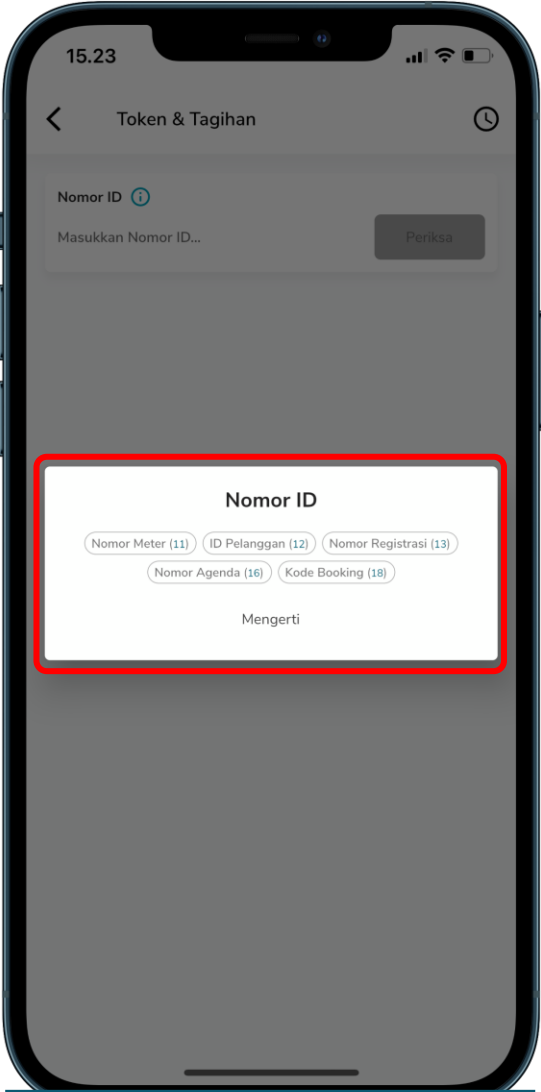 15.23
Token & Tagihan
Nomor ID
Masukkan Nomor ID...
Periksa
Nomor ID
Nomor Meter (11) ID Pelanggan (12) Nomor Registrasi (13)
Nomor Agenda (16) Kode Booking (18)
Mengerti